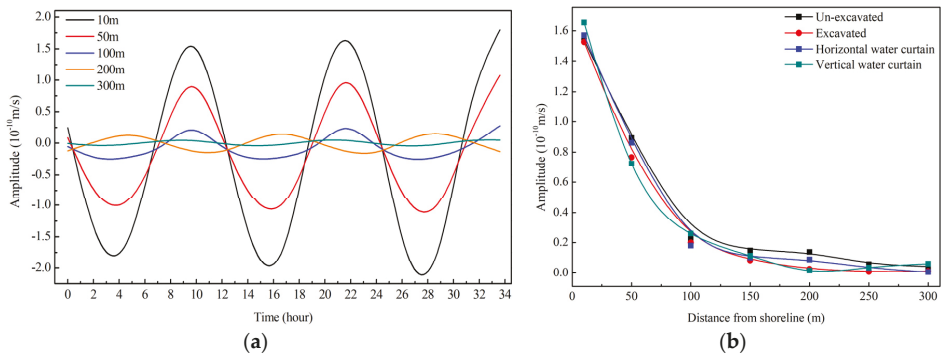 (a)
2.0
1.5
1.0
0.5
0.0
-0.5
-1.0
-1.5
-2.0
Amplitude (10⁻¹⁰ m/s)
10m
50m
100m
200m
300m
0 2 4 6 8 10 12 14 16 18 20 22 24 26 28 30 32 34
Time (hour)
(a)
(b)
1.6
1.4
1.2
1.0
0.8
0.6
0.4
0.2
0.0
Amplitude (10⁻¹⁰ m/s)
Un-excavated
Excavated
Horizontal water curtain
Vertical water curtain
0 50 100 150 200 250 300
Distance from shoreline (m)
(b)